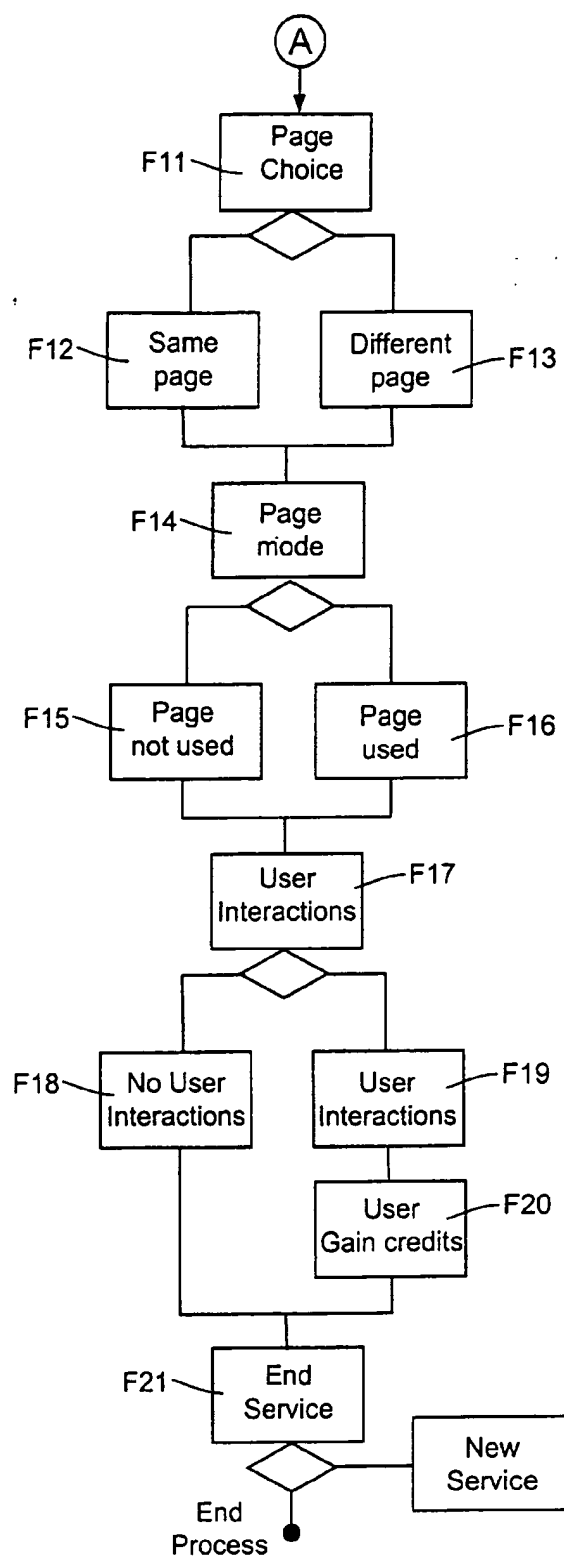 A
F11
Page
Choice
F12
Same
page
Different
page
F13
F14
Page
mode
F15
Page
not used
Page
used
F16
User
Interactions
F17
F18
No User
Interactions
User
Interactions
F19
User
Gain credits
F20
F21
End
Service
New
Service
End
Process